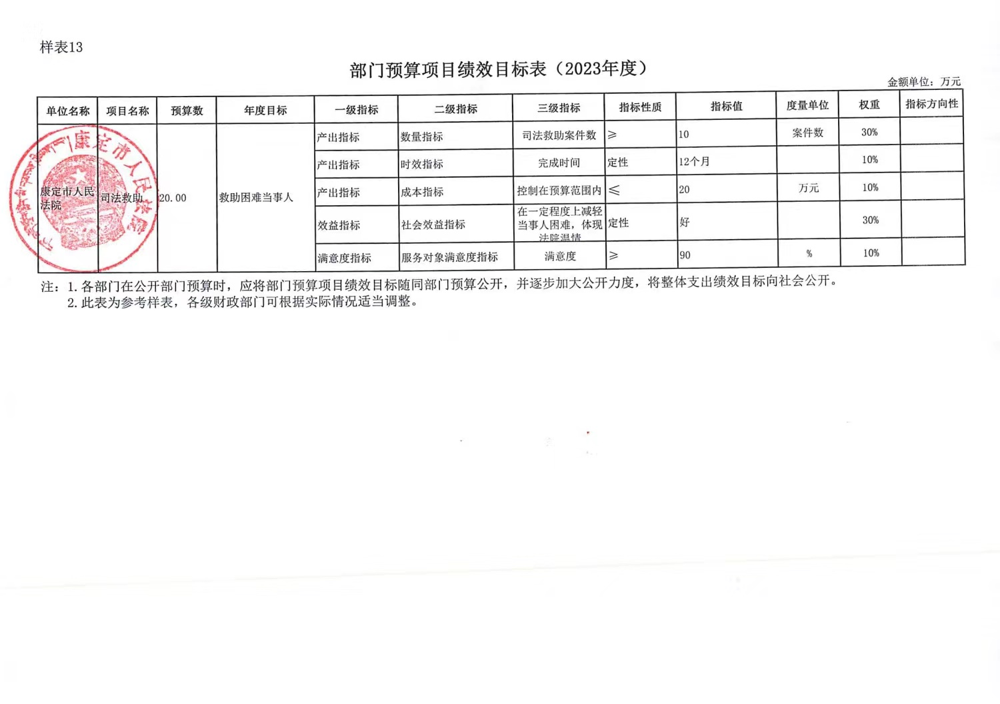 样表13
部门预算项目绩效目标表（2023年度）
金额单位：万元
单位名称 项目名称 预算数 年度目标 一级指标 二级指标 三级指标 指标性质 指标值 度量单位 权重 指标方向性
康定市人民法院 司法救助 20.00 救助困难当事人
产出指标 数量指标 司法救助案件数 ≥ 10 案件数 30%
产出指标 时效指标 完成时间 定性 12个月 10%
产出指标 成本指标 控制在预算范围内 ≤ 20 万元 10%
效益指标 社会效益指标 在一定程度上减轻当事人困难，体现法院温情 定性 好 30%
满意度指标 服务对象满意度指标 满意度 ≥ 90 % 10%
康定市人民法院
注：1.各部门在公开部门预算时，应将部门预算项目绩效目标随同部门预算公开，并逐步加大公开力度，将整体支出绩效目标向社会公开。
2.此表为参考样表，各级财政部门可根据实际情况适当调整。